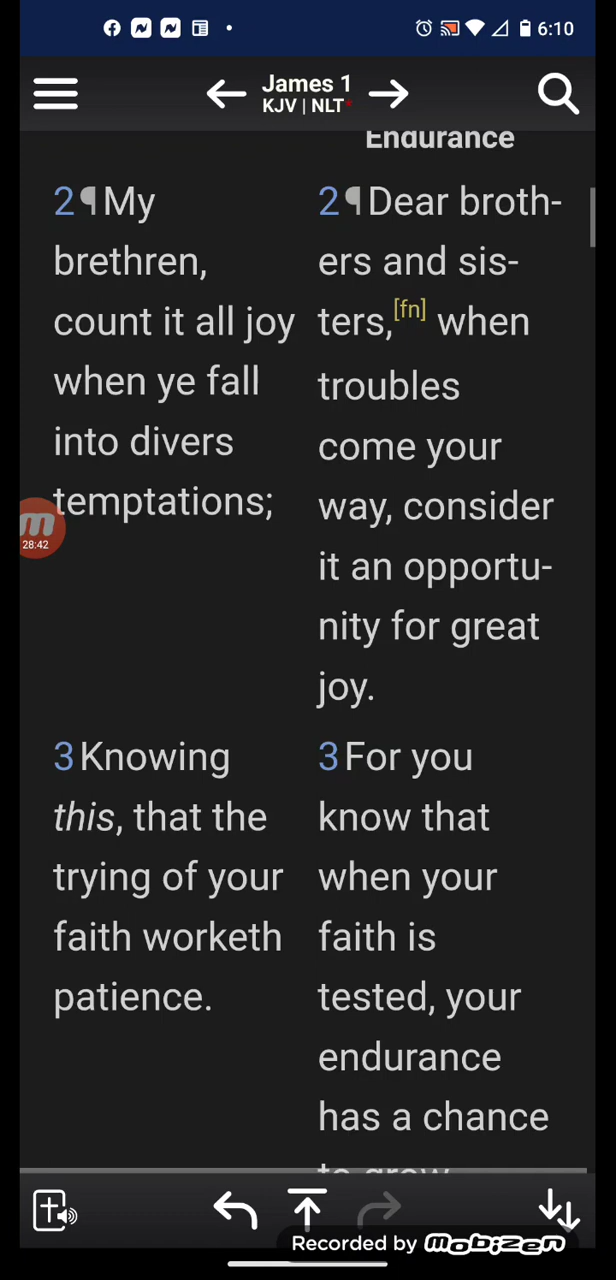 6:10
James 1
KJV | NLT*
Endurance
2 ¶ My
brethren,
count it all joy
when ye fall
into divers
temptations;
2 ¶ Dear broth-
ers and sis-
ters,[fn] when
troubles
come your
way, consider
it an opportu-
nity for great
joy.
28:42
3 Knowing
this, that the
trying of your
faith worketh
patience.
3 For you
know that
when your
faith is
tested, your
endurance
has a chance
to grow
Recorded by mobizen